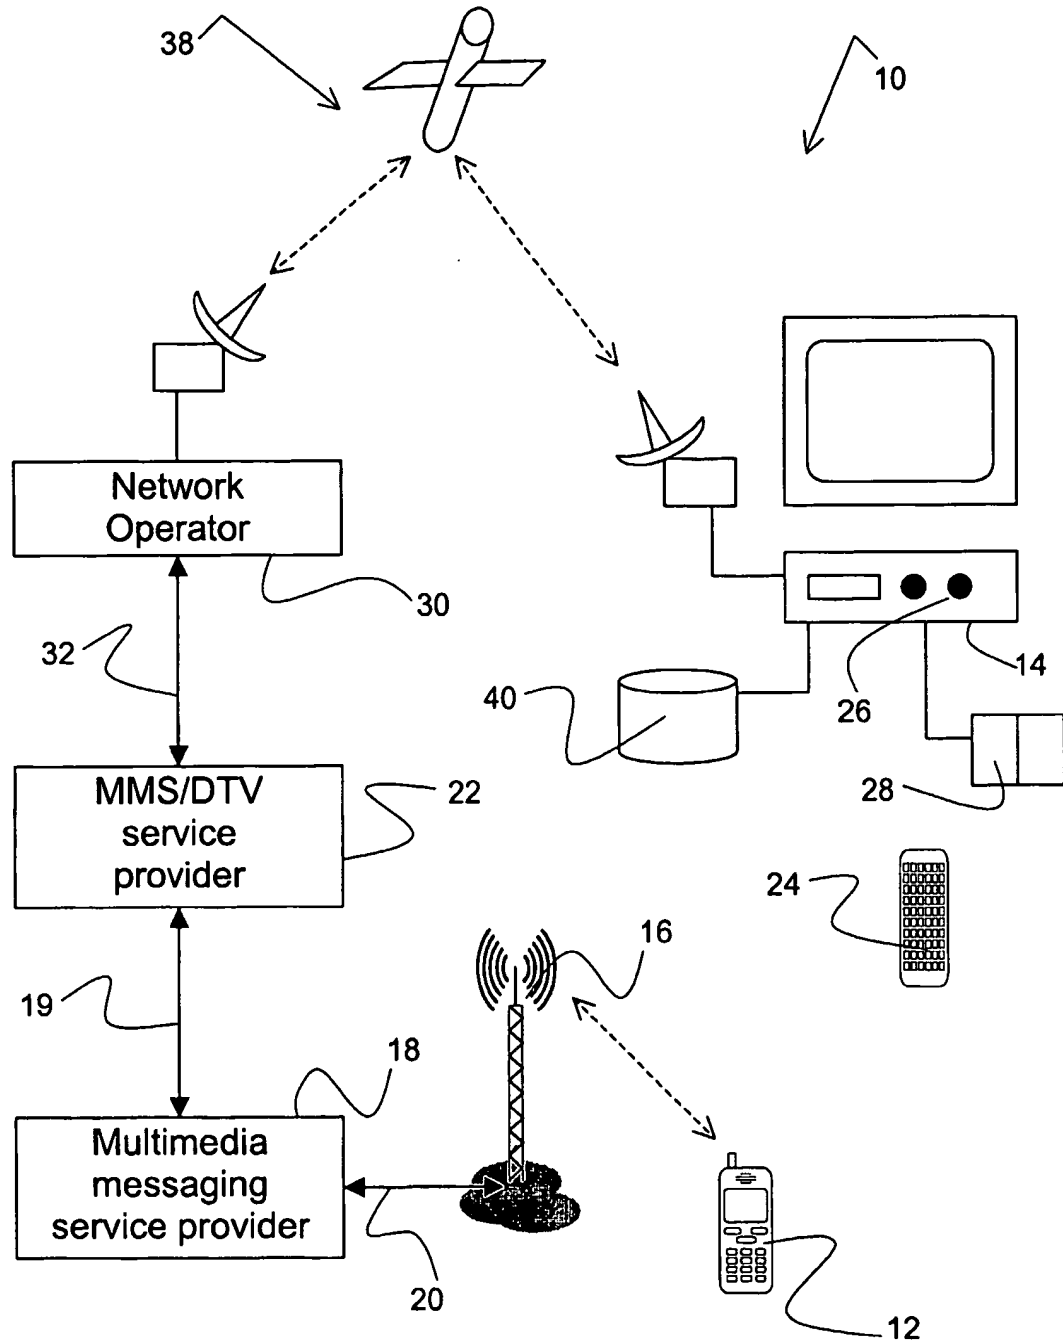 38
10
Network
Operator
30
32
14
26
40
28
MMS/DTV
service
provider
22
24
16
19
18
Multimedia
messaging
service provider
20
12